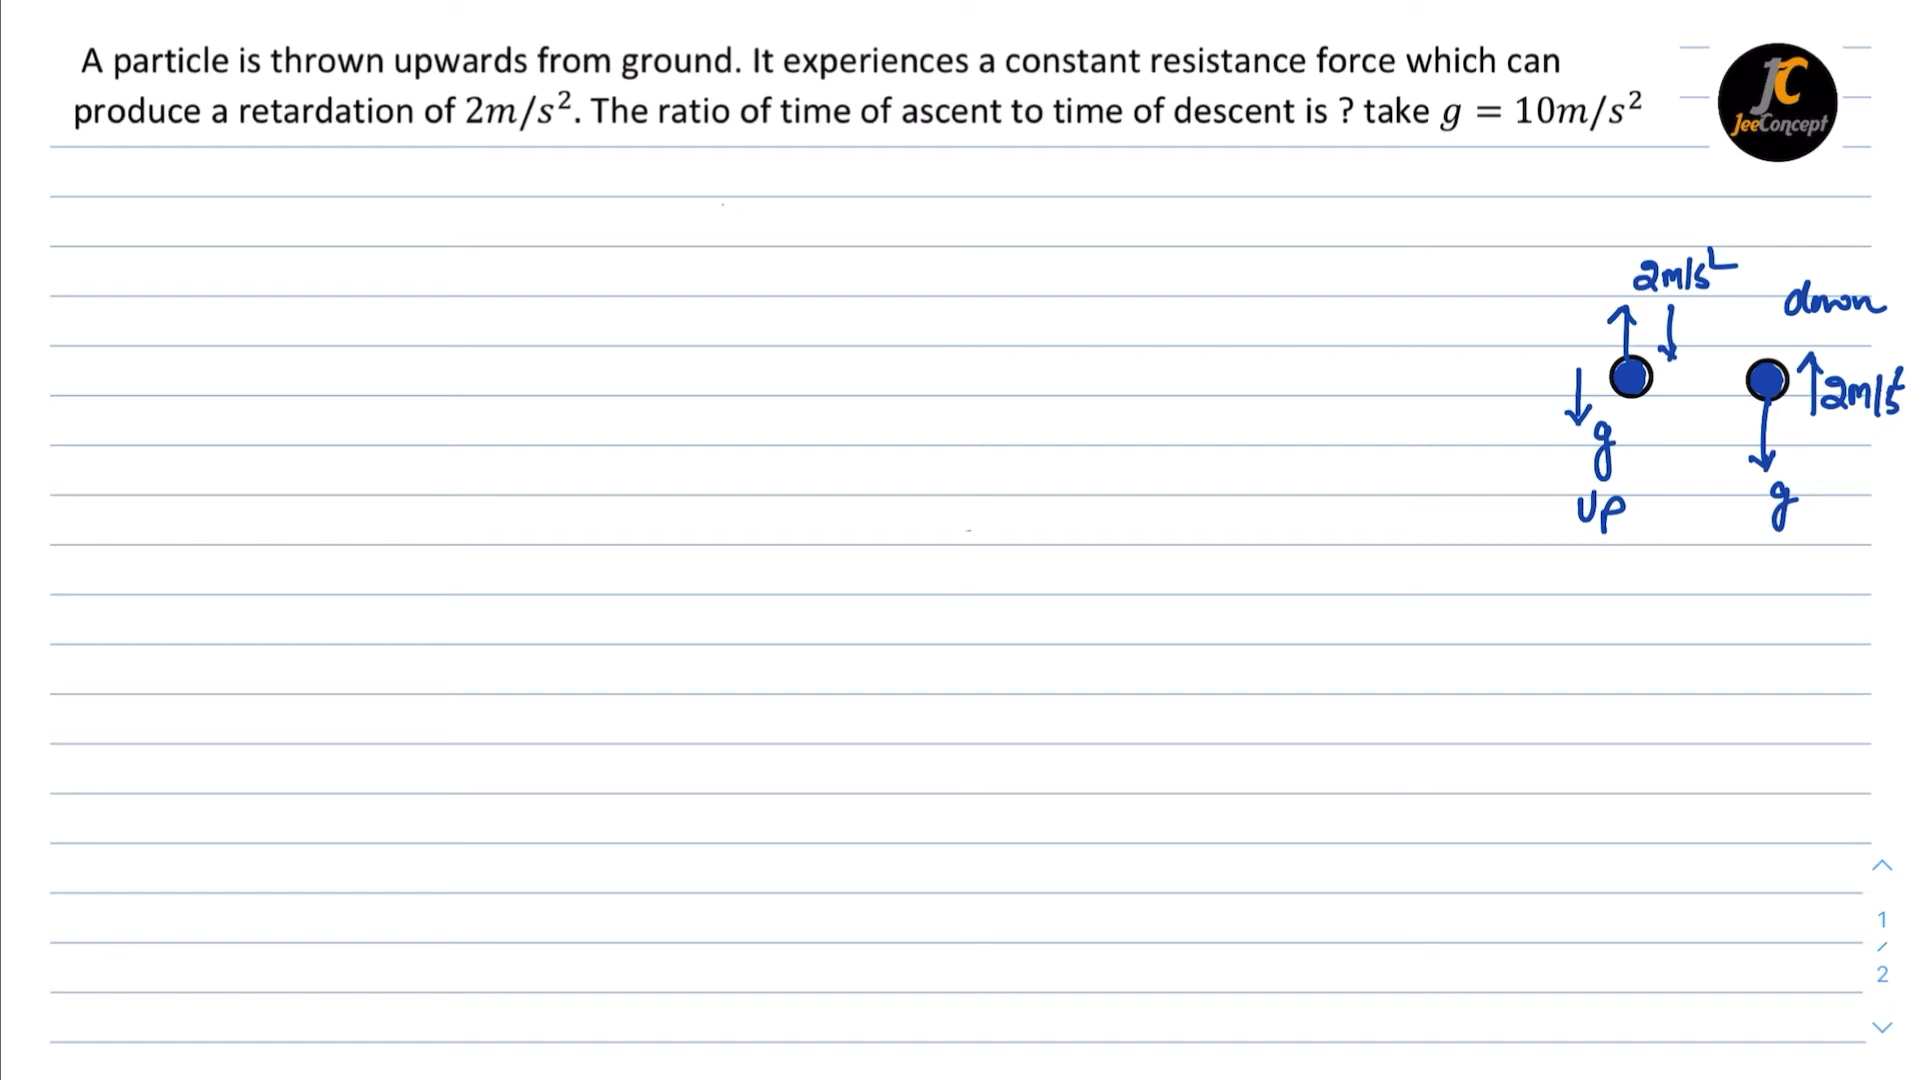 A particle is thrown upwards from ground. It experiences a constant resistance force which can
produce a retardation of 2m/s². The ratio of time of ascent to time of descent is ? take g = 10m/s²
JC
JeeConcept
2m/s²
down
2m/s²
g
g
UP
1
/
2